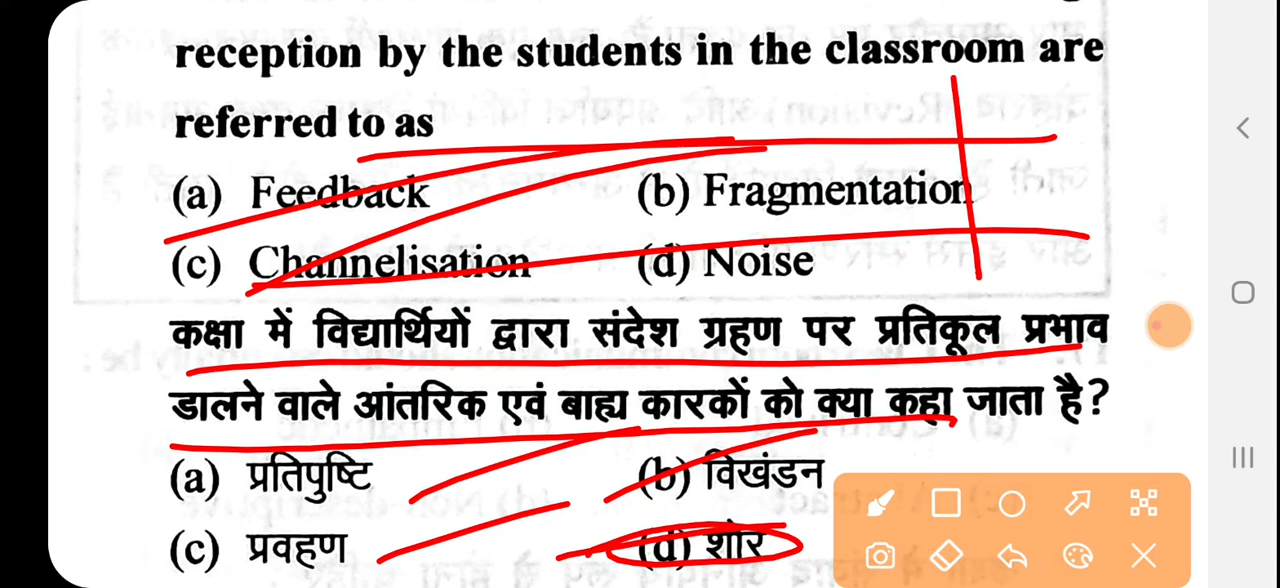 reception by the students in the classroom are
referred to as
(a) Feedback (b) Fragmentation
(c) Channelisation (d) Noise
कक्षा में विद्यार्थियों द्वारा संदेश ग्रहण पर प्रतिकूल प्रभाव
डालने वाले आंतरिक एवं बाह्य कारकों को क्या कहा जाता है?
(a) प्रतिपुष्टि (b) विखंडन
(c) प्रवहण (d) शोर